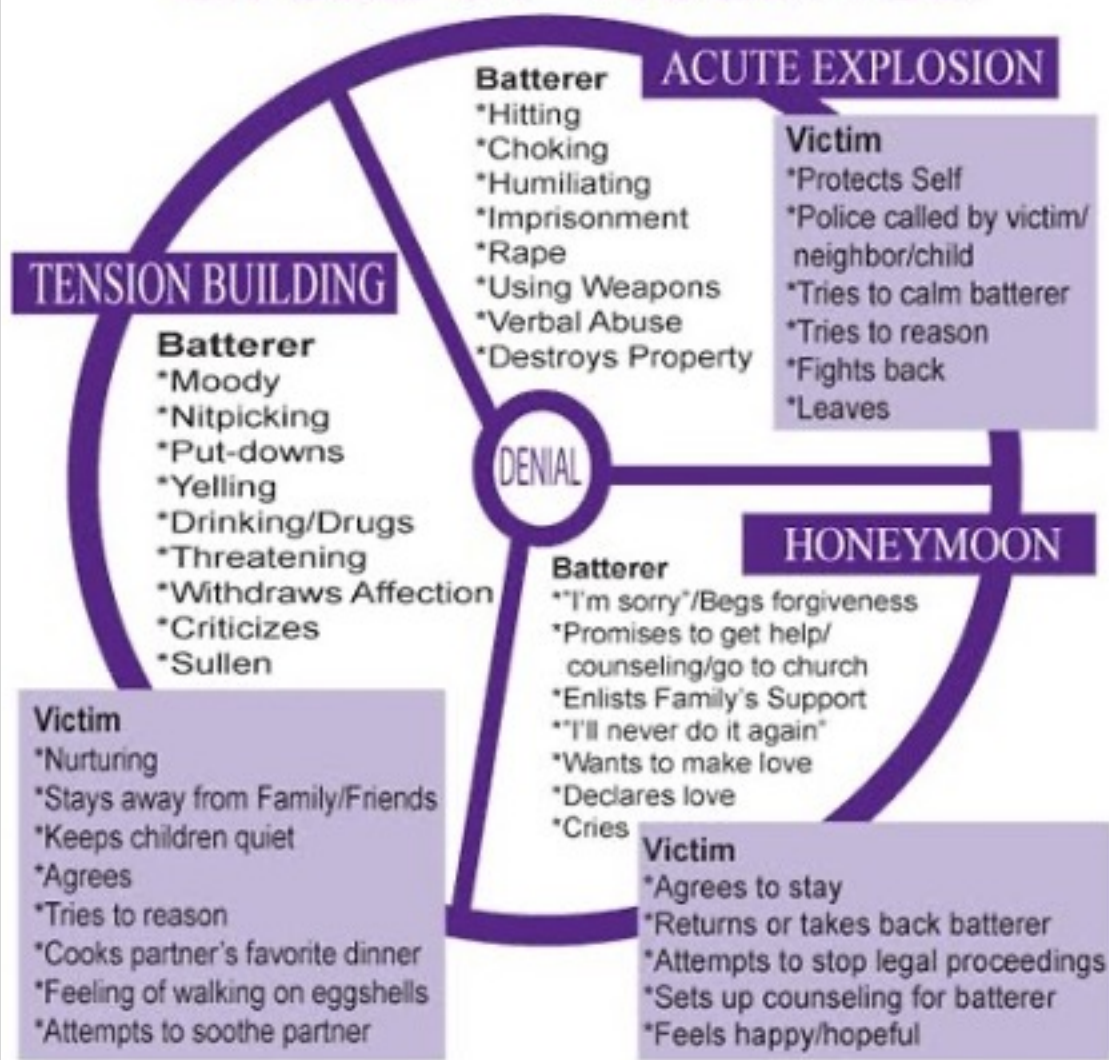 ACUTE EXPLOSION
Batterer
*Hitting
*Choking
*Humiliating
*Imprisonment
*Rape
*Using Weapons
*Verbal Abuse
*Destroys Property
Victim
*Protects Self
*Police called by victim/
neighbor/child
*Tries to calm batterer
*Tries to reason
*Fights back
*Leaves
TENSION BUILDING
Batterer
*Moody
*Nitpicking
*Put-downs
*Yelling
*Drinking/Drugs
*Threatening
*Withdraws Affection
*Criticizes
*Sullen
Victim
*Nurturing
*Stays away from Family/Friends
*Keeps children quiet
*Agrees
*Tries to reason
*Cooks partner's favorite dinner
*Feeling of walking on eggshells
*Attempts to soothe partner
DENIAL
HONEYMOON
Batterer
*"I'm sorry"/Begs forgiveness
*Promises to get help/
counseling/go to church
*Enlists Family's Support
*"I'll never do it again"
*Wants to make love
*Declares love
*Cries
Victim
*Agrees to stay
*Returns or takes back batterer
*Attempts to stop legal proceedings
*Sets up counseling for batterer
*Feels happy/hopeful